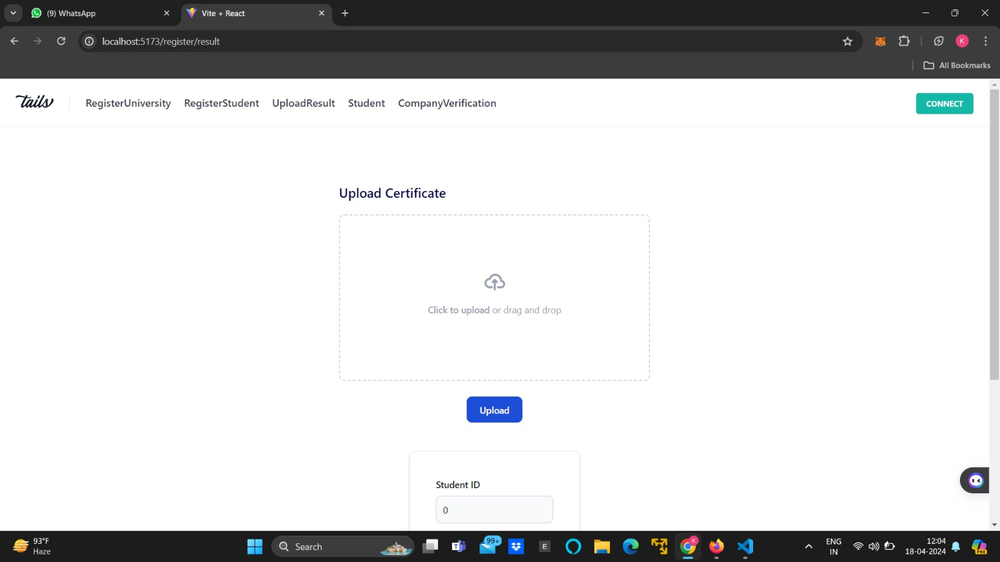 (9) WhatsApp
Vite + React
localhost:5173/register/result
K
All Bookmarks
tails
RegisterUniversity
RegisterStudent
UploadResult
Student
CompanyVerification
CONNECT
Upload Certificate
Click to upload or drag and drop
Upload
Student ID
0
93°F
Haze
Search
99+
E
K
ENG
IN
12:04
18-04-2024
PRE